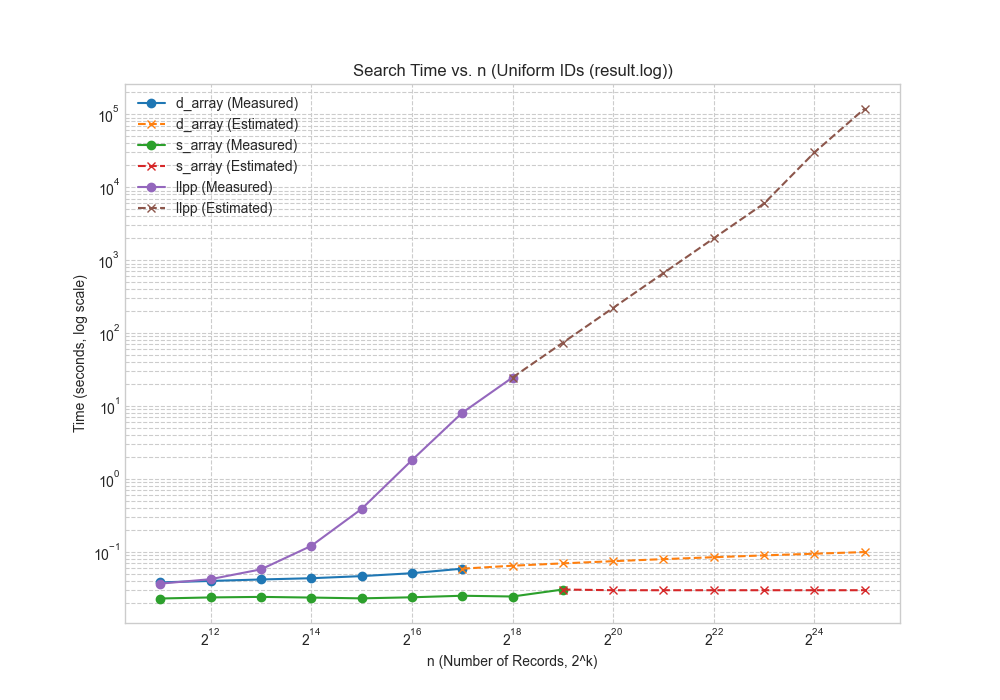 Search Time vs. n (Uniform IDs (result.log))
d_array (Measured)
d_array (Estimated)
s_array (Measured)
s_array (Estimated)
llpp (Measured)
llpp (Estimated)
Time (seconds, log scale)
10^5
10^4
10^3
10^2
10^1
10^0
10^−1
2^12 2^14 2^16 2^18 2^20 2^22 2^24
n (Number of Records, 2^k)